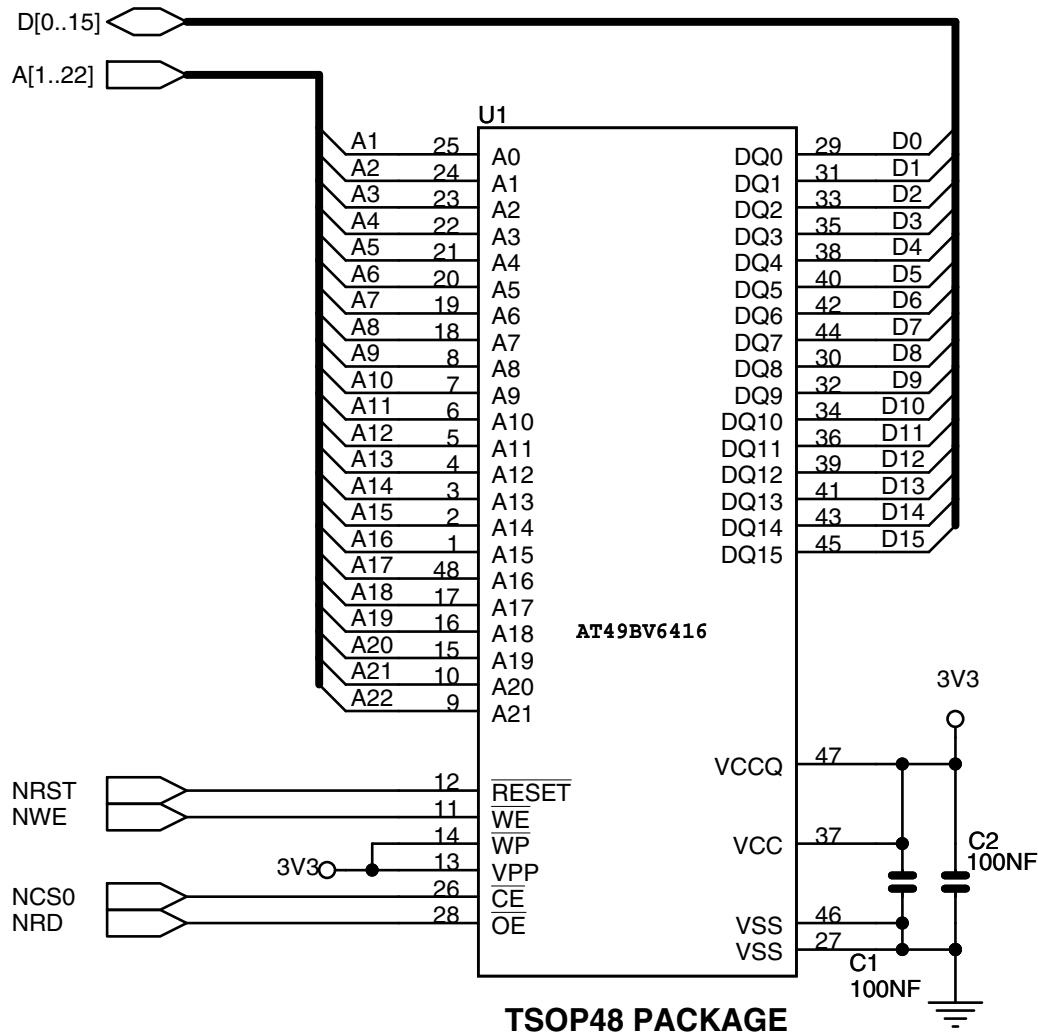 D[0..15]
A[1..22]
U1
A1 25 A0 DQ0 29 D0
A2 24 A1 DQ1 31 D1
A3 23 A2 DQ2 33 D2
A4 22 A3 DQ3 35 D3
A5 21 A4 DQ4 38 D4
A6 20 A5 DQ5 40 D5
A7 19 A6 DQ6 42 D6
A8 18 A7 DQ7 44 D7
A9 8 A8 DQ8 30 D8
A10 7 A9 DQ9 32 D9
A11 6 A10 DQ10 34 D10
A12 5 A11 DQ11 36 D11
A13 4 A12 DQ12 39 D12
A14 3 A13 DQ13 41 D13
A15 2 A14 DQ14 43 D14
A16 1 A15 DQ15 45 D15
A17 48 A16
A18 17 A17
A19 16 A18
A20 15 A19
A21 10 A20
A22 9 A21
AT49BV6416
3V3
VCCQ 47
NRST 12 RESET
NWE 11 WE
14 WP VCC 37
3V3 13 VPP
C2
100NF
NCS0 26 CE
NRD 28 OE
VSS 46
VSS 27
C1
100NF
TSOP48 PACKAGE